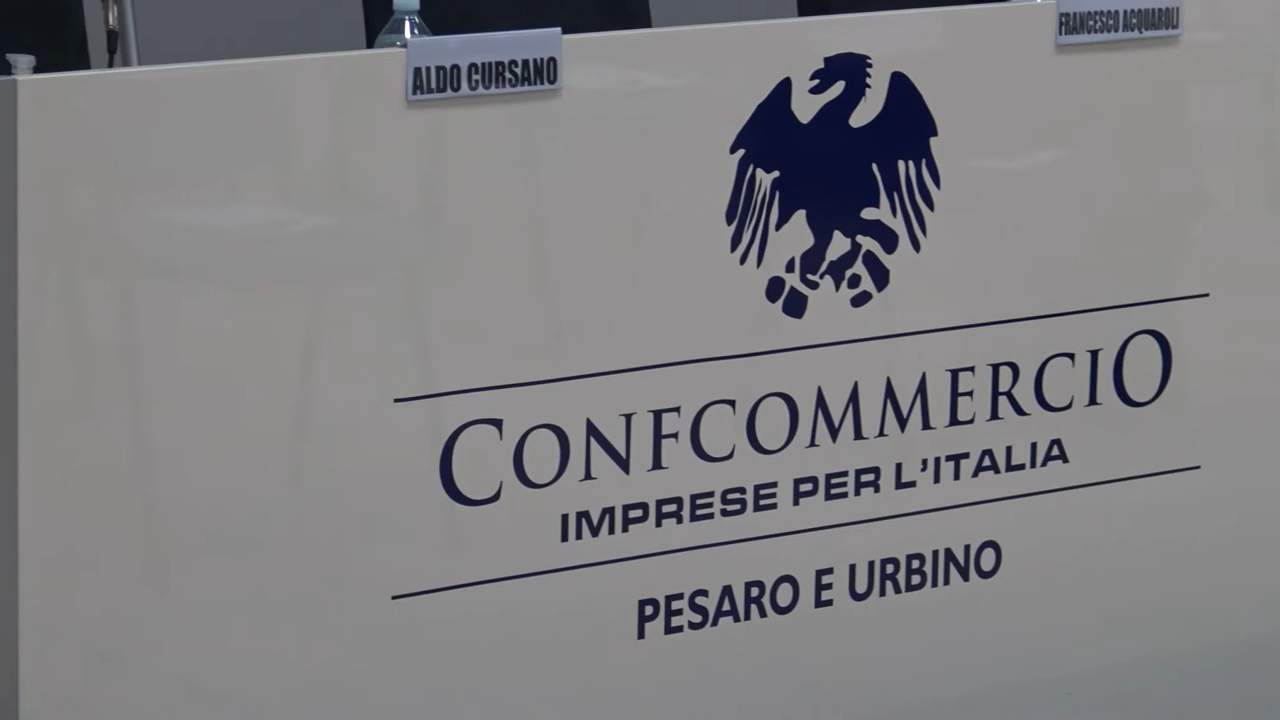 ALDO CURSANO
FRANCESCO ACQUAROLI
CONFCOMMERCIO
IMPRESE PER L'ITALIA
PESARO E URBINO